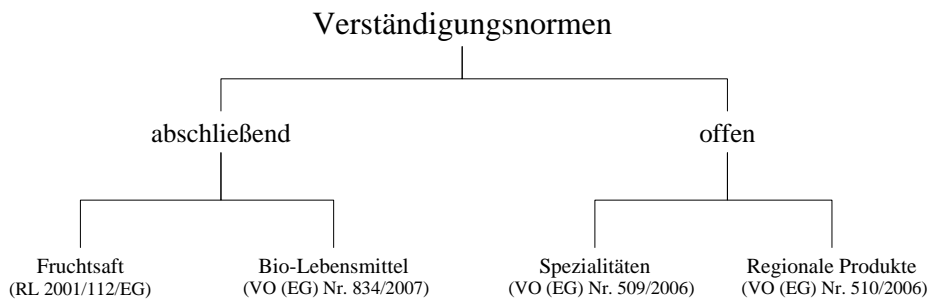 Verständigungsnormen
abschließend
offen
Fruchtsaft
(RL 2001/112/EG)
Bio-Lebensmittel
(VO (EG) Nr. 834/2007)
Spezialitäten
(VO (EG) Nr. 509/2006)
Regionale Produkte
(VO (EG) Nr. 510/2006)